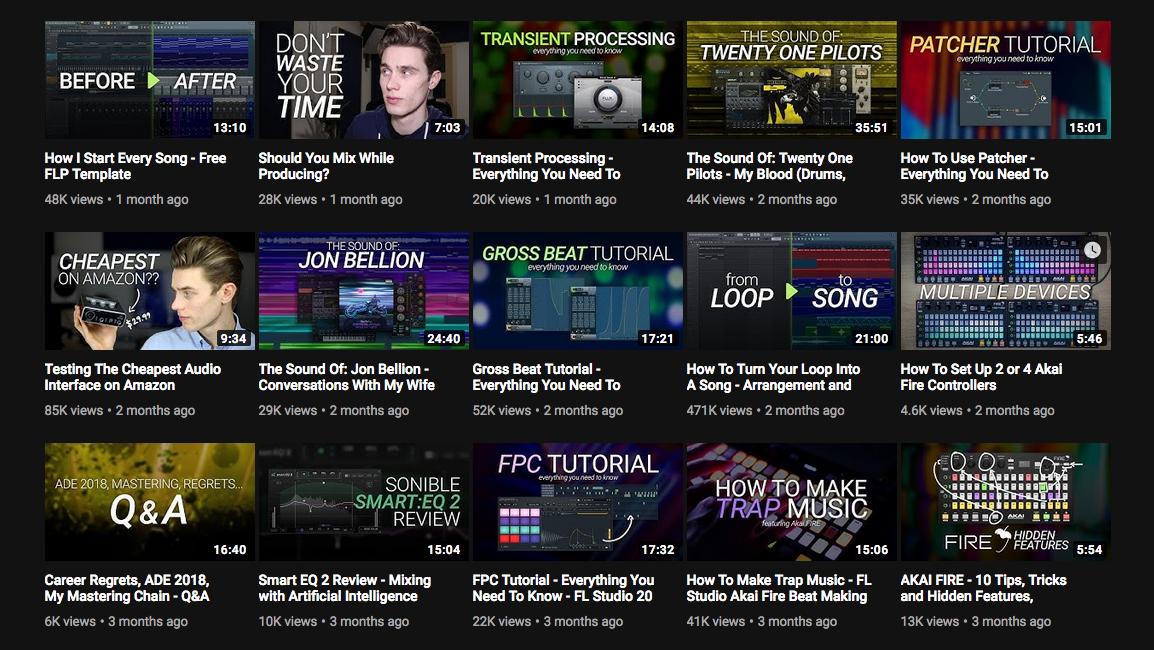 BEFORE AFTER
13:10
DON'T
WASTE
YOUR
TIME
7:03
TRANSIENT PROCESSING
everything you need to know
14:08
THE SOUND OF:
TWENTY ONE PILOTS
35:51
PATCHER TUTORIAL
everything you need to know
15:01
How I Start Every Song - Free
FLP Template
48K views • 1 month ago
Should You Mix While
Producing?
28K views • 1 month ago
Transient Processing -
Everything You Need To
20K views • 1 month ago
The Sound Of: Twenty One
Pilots - My Blood (Drums,
44K views • 2 months ago
How To Use Patcher -
Everything You Need To
35K views • 2 months ago
CHEAPEST
ON AMAZON??
$29.99
9:34
THE SOUND OF:
JON BELLION
24:40
GROSS BEAT TUTORIAL
everything you need to know
17:21
from
LOOP
to
SONG
21:00
MULTIPLE DEVICES
5:46
Testing The Cheapest Audio
Interface on Amazon
85K views • 2 months ago
The Sound Of: Jon Bellion -
Conversations With My Wife
29K views • 2 months ago
Gross Beat Tutorial -
Everything You Need To
52K views • 2 months ago
How To Turn Your Loop Into
A Song - Arrangement and
471K views • 2 months ago
How To Set Up 2 or 4 Akai
Fire Controllers
4.6K views • 2 months ago
ADE 2018, MASTERING, REGRETS...
Q&A
16:40
SONIBLE
SMART:EQ 2
REVIEW
15:04
FPC TUTORIAL
everything you need to know
17:32
HOW TO MAKE
TRAP MUSIC
featuring Akai FIRE
15:06
FIRE
HIDDEN
FEATURES
5:54
Career Regrets, ADE 2018,
My Mastering Chain - Q&A
6K views • 3 months ago
Smart EQ 2 Review - Mixing
with Artificial Intelligence
10K views • 3 months ago
FPC Tutorial - Everything You
Need To Know - FL Studio 20
22K views • 3 months ago
How To Make Trap Music - FL
Studio Akai Fire Beat Making
41K views • 3 months ago
AKAI FIRE - 10 Tips, Tricks
and Hidden Features,
13K views • 3 months ago